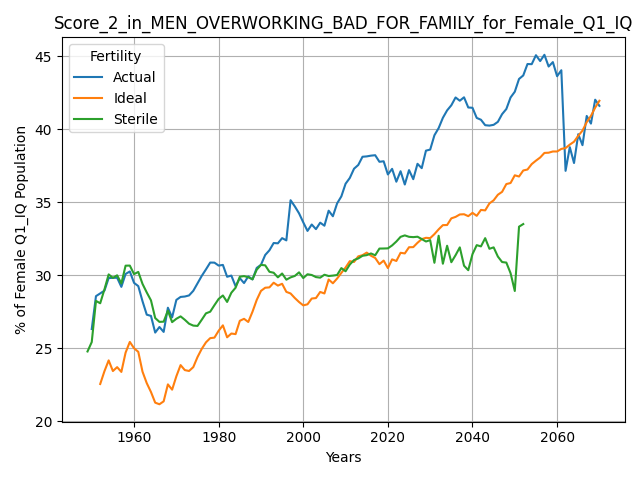 Score_2_in_MEN_OVERWORKING_BAD_FOR_FAMILY_for_Female_Q1_IQ
Fertility
Actual
Ideal
Sterile
45
40
35
30
25
20
% of Female Q1_IQ Population
1960
1980
2000
2020
2040
2060
Years